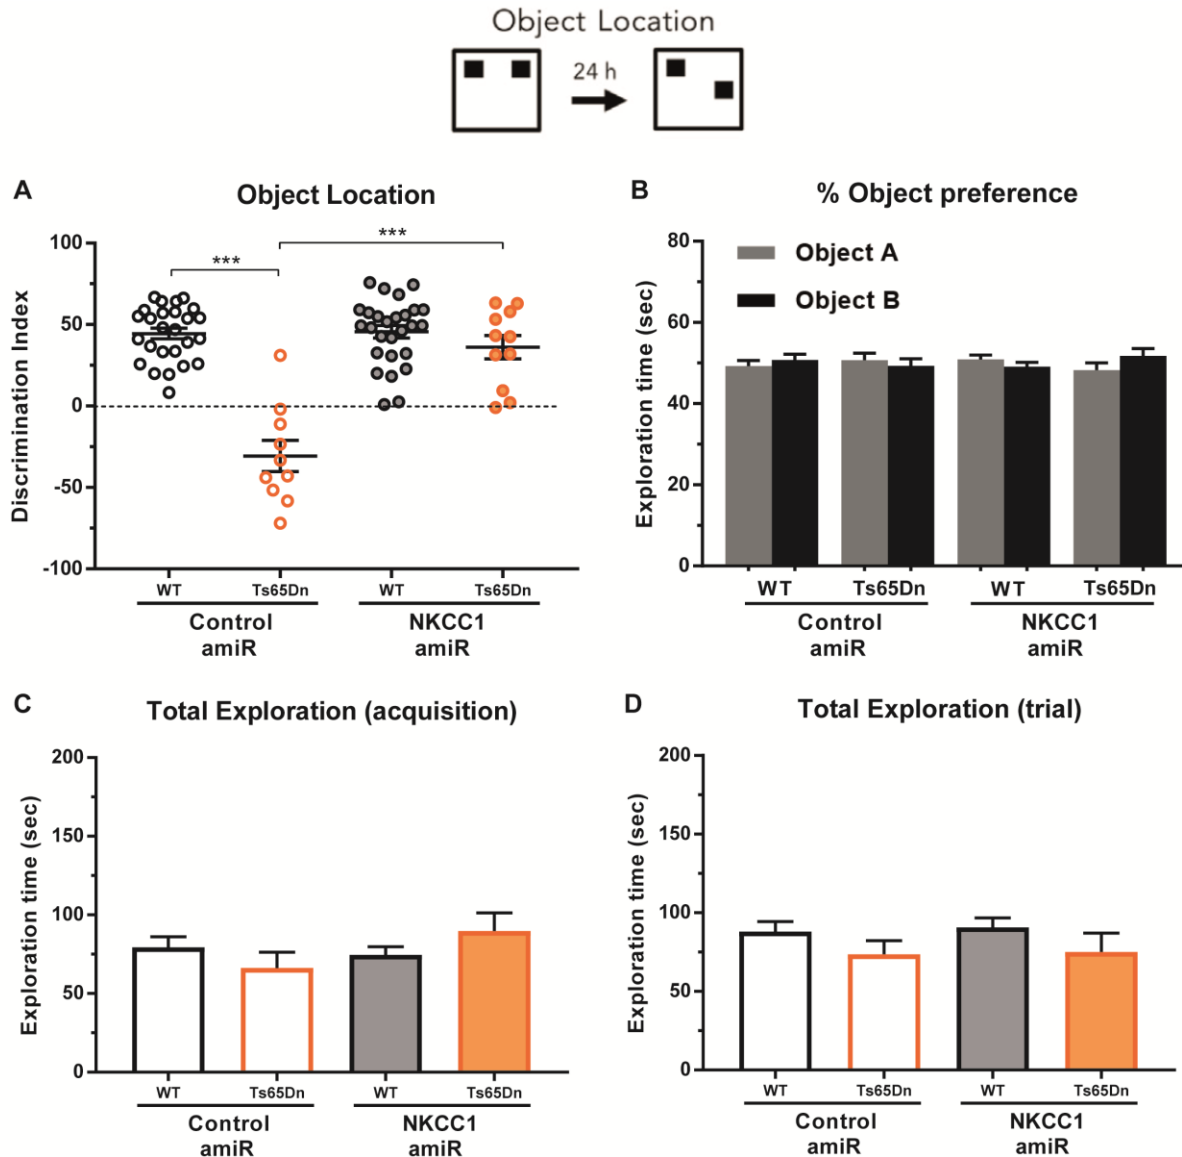 Object Location
24 h
A
Object Location
Discrimination Index
100
50
0
-50
-100
***
***
WT
Ts65Dn
WT
Ts65Dn
Control
amiR
NKCC1
amiR
B
% Object preference
Exploration time (sec)
80
60
40
20
0
Object A
Object B
WT
Ts65Dn
WT
Ts65Dn
Control
amiR
NKCC1
amiR
C
Total Exploration (acquisition)
Exploration time (sec)
200
150
100
50
0
WT
Ts65Dn
WT
Ts65Dn
Control
amiR
NKCC1
amiR
D
Total Exploration (trial)
Exploration time (sec)
200
150
100
50
0
WT
Ts65Dn
WT
Ts65Dn
Control
amiR
NKCC1
amiR